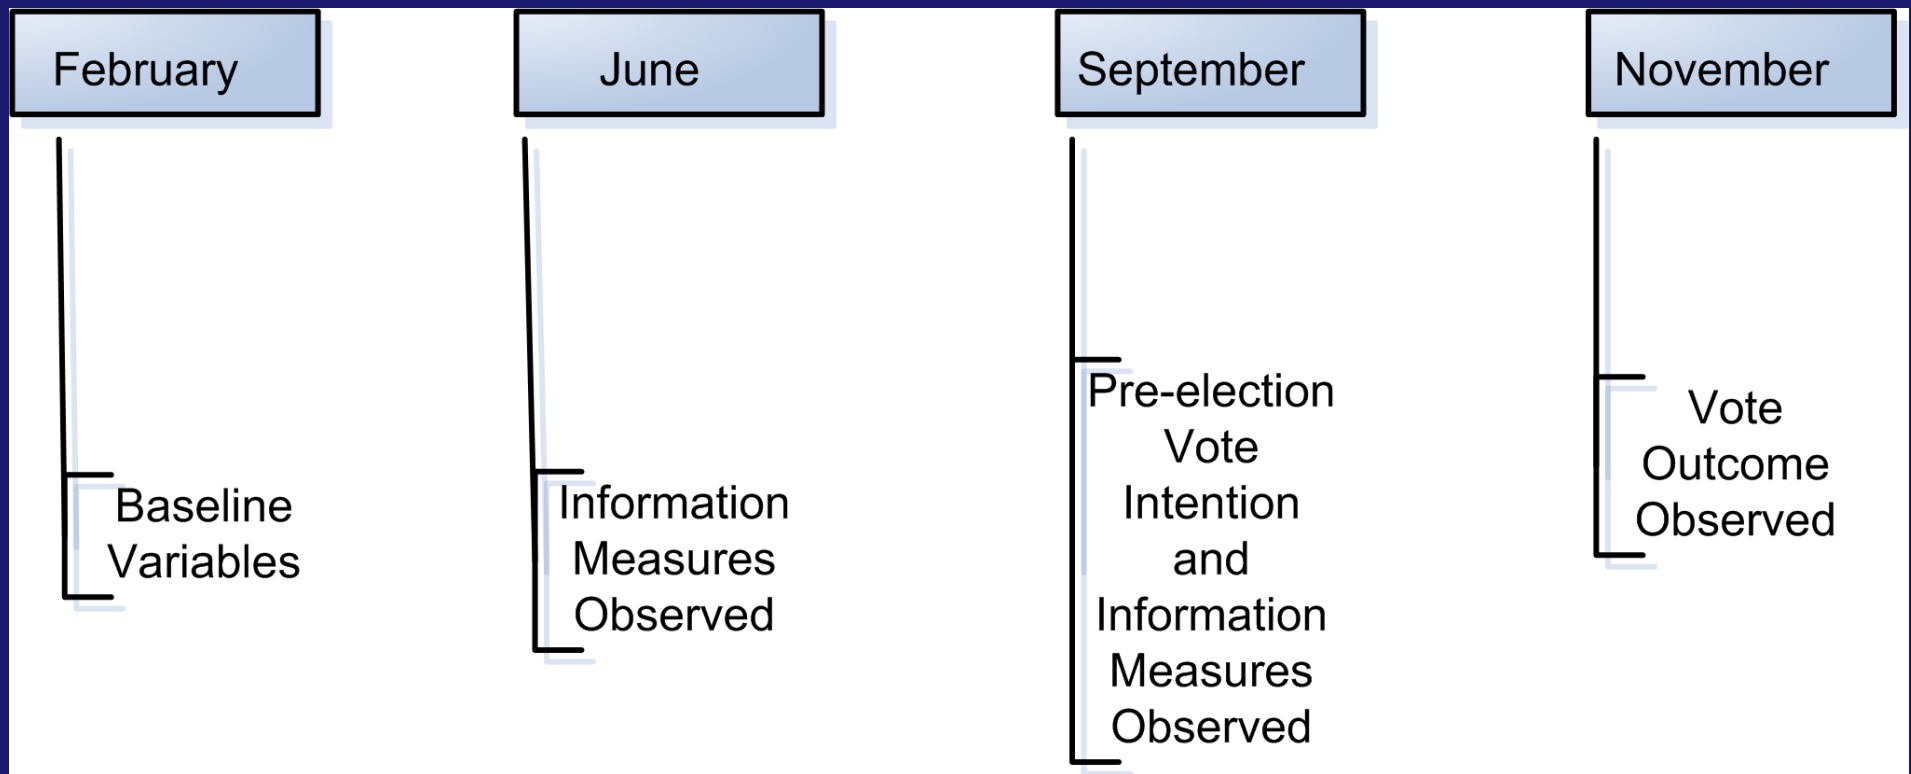 February
June
September
November
Baseline
Variables
Information
Measures
Observed
Pre-election
Vote
Intention
and
Information
Measures
Observed
Vote
Outcome
Observed